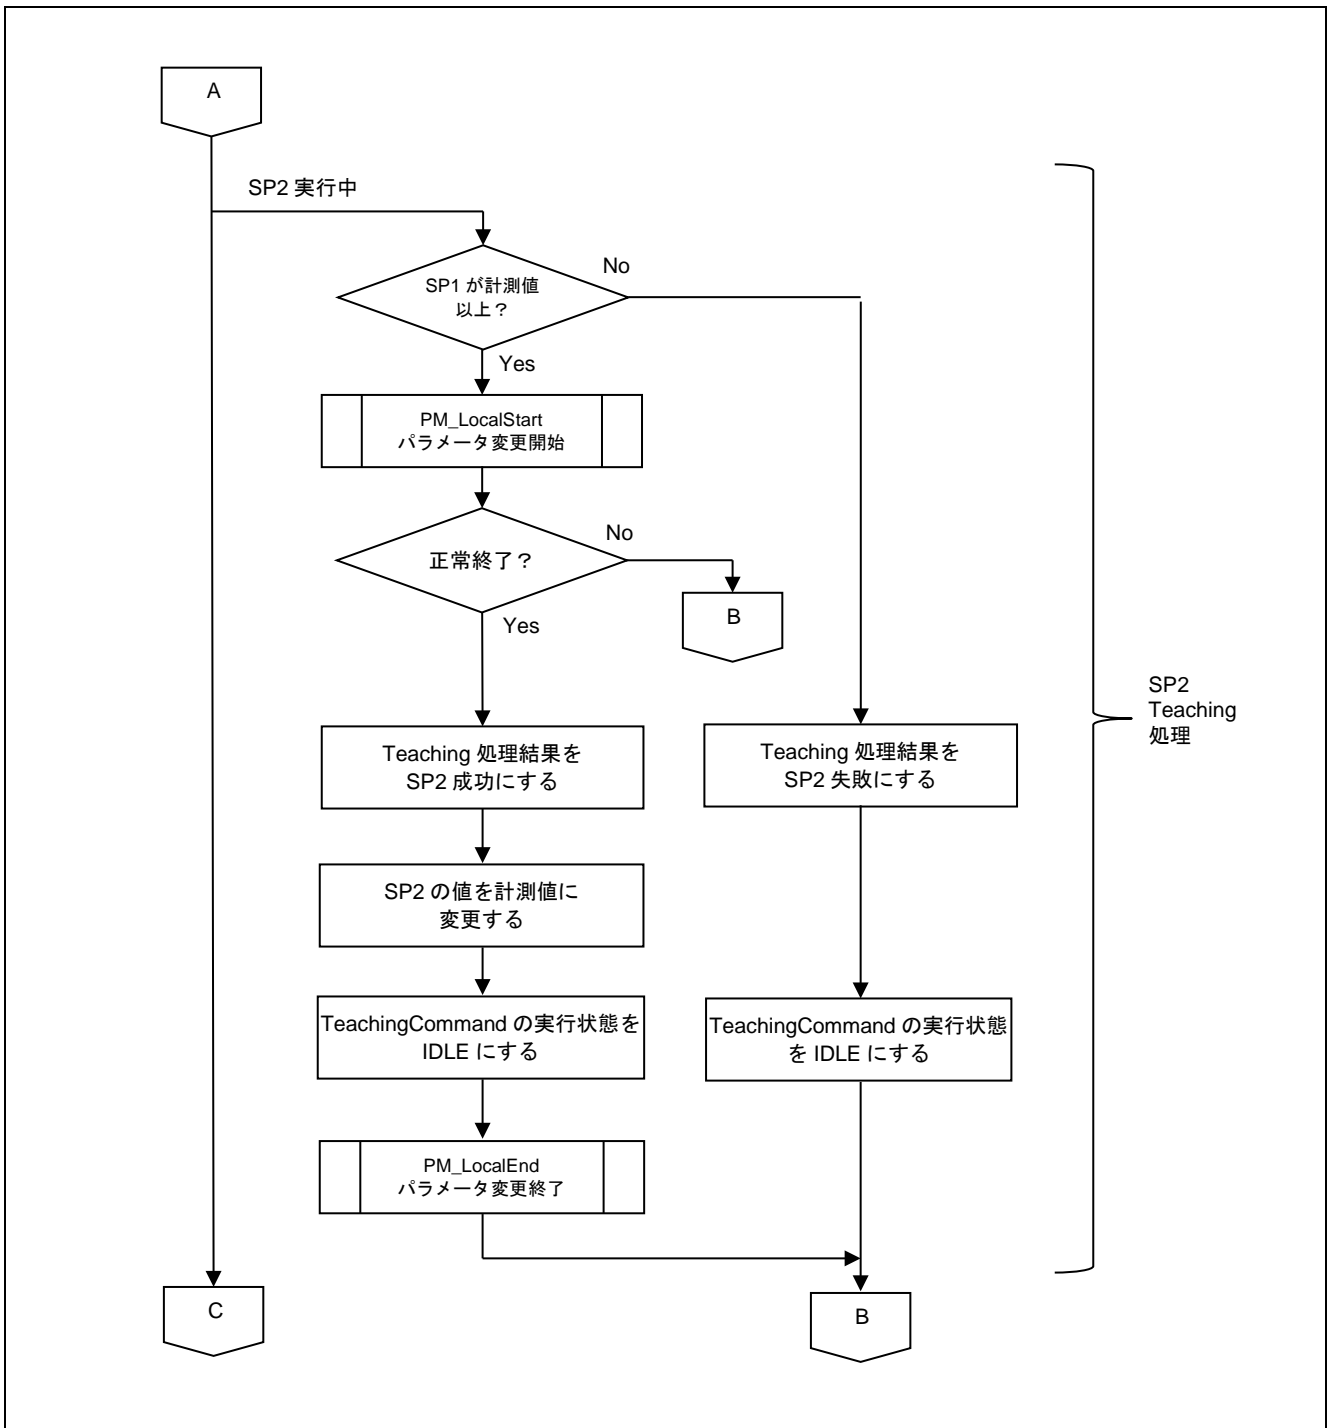 A
SP2 実行中
SP1 が計測値
以上?
No
Yes
PM_LocalStart
パラメータ変更開始
正常終了?
No
B
Yes
Teaching 処理結果を
SP2 成功にする
Teaching 処理結果を
SP2 失敗にする
SP2
Teaching
処理
SP2 の値を計測値に
変更する
TeachingCommand の実行状態を
IDLE にする
TeachingCommand の実行状態
を IDLE にする
PM_LocalEnd
パラメータ変更終了
C
B